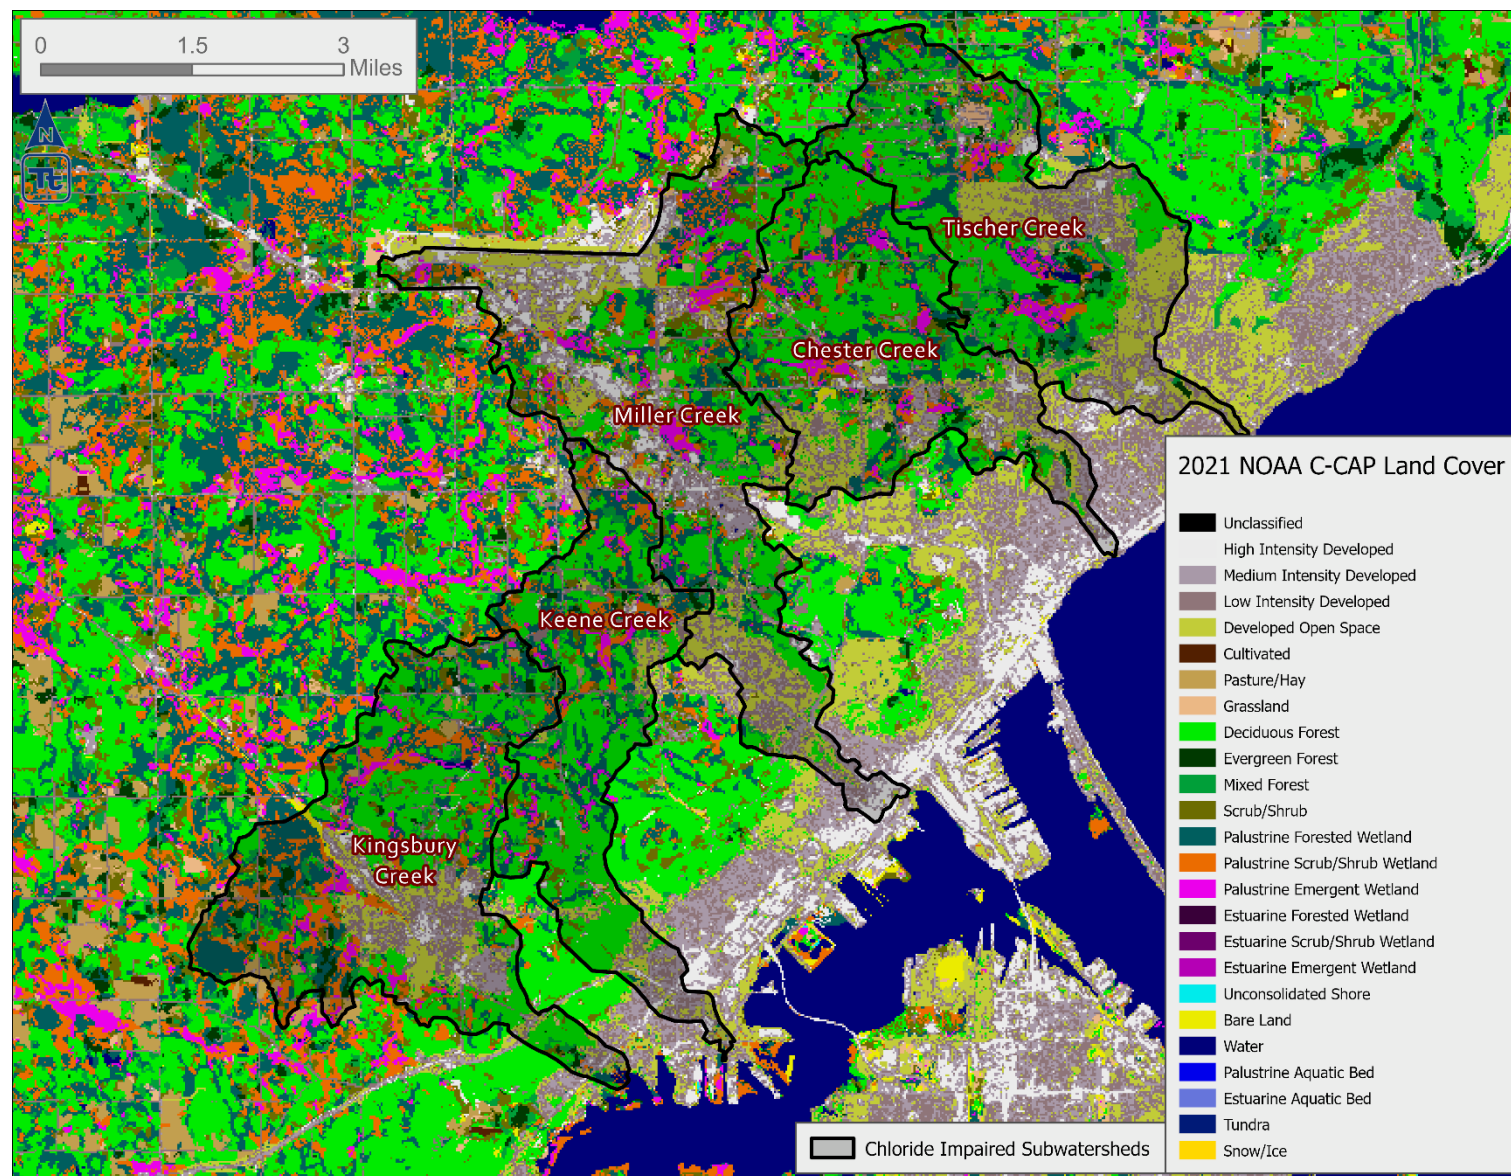 0 1.5 3
Miles
N
Tt
Tischer Creek
Chester Creek
Miller Creek
Keene Creek
Kingsbury
Creek
2021 NOAA C-CAP Land Cover
Unclassified
High Intensity Developed
Medium Intensity Developed
Low Intensity Developed
Developed Open Space
Cultivated
Pasture/Hay
Grassland
Deciduous Forest
Evergreen Forest
Mixed Forest
Scrub/Shrub
Palustrine Forested Wetland
Palustrine Scrub/Shrub Wetland
Palustrine Emergent Wetland
Estuarine Forested Wetland
Estuarine Scrub/Shrub Wetland
Estuarine Emergent Wetland
Unconsolidated Shore
Bare Land
Water
Palustrine Aquatic Bed
Estuarine Aquatic Bed
Tundra
Snow/Ice
Chloride Impaired Subwatersheds